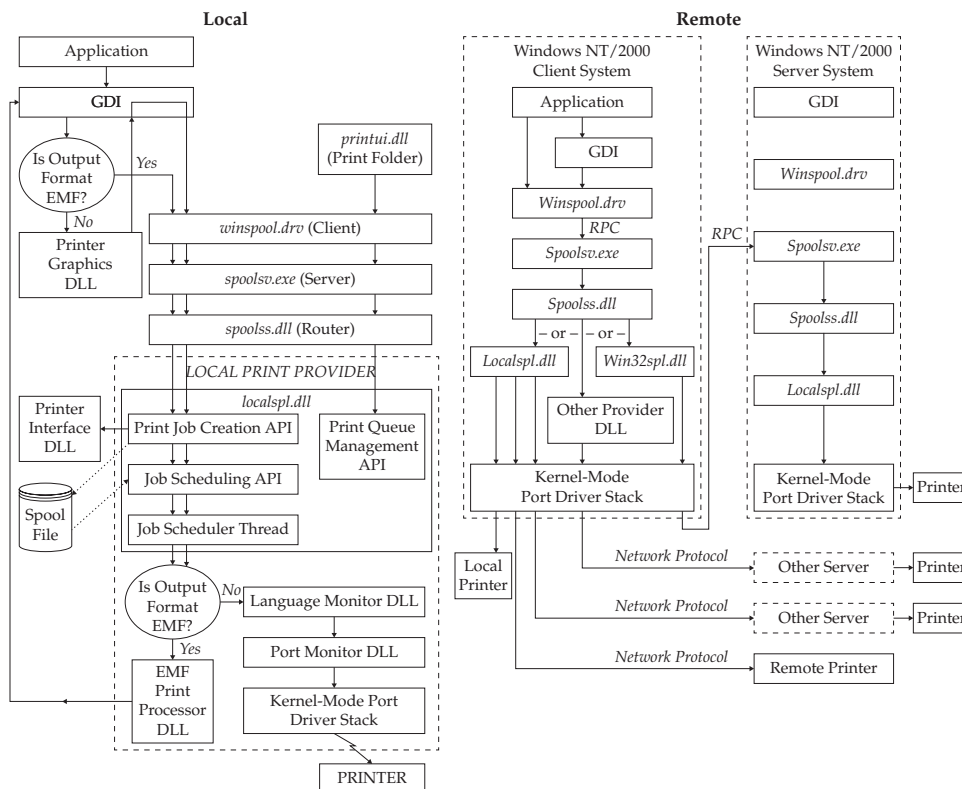 Local
Application
GDI
Is Output
Format
EMF?
Yes
No
Printer
Graphics
DLL
printui.dll
(Print Folder)
winspool.drv (Client)
spoolsv.exe (Server)
spoolss.dll (Router)
LOCAL PRINT PROVIDER
localspl.dll
Printer
Interface
DLL
Print Job Creation API
Print Queue
Management
API
Job Scheduling API
Spool
File
Job Scheduler Thread
Is Output
Format
EMF?
No
Language Monitor DLL
Yes
Port Monitor DLL
EMF
Print
Processor
DLL
Kernel-Mode Port
Driver Stack
PRINTER
Remote
Windows NT/2000
Client System
Application
GDI
Winspool.drv
RPC
Spoolsv.exe
Spoolss.dll
– or –
– or –
Localspl.dll
Win32spl.dll
Other Provider
DLL
Kernel-Mode
Port Driver Stack
Local
Printer
RPC
Windows NT/2000
Server System
GDI
Winspool.drv
Spoolsv.exe
Spoolss.dll
Localspl.dll
Kernel-Mode
Port Driver Stack
Printer
Network Protocol
Other Server
Printer
Network Protocol
Other Server
Printer
Network Protocol
Remote Printer